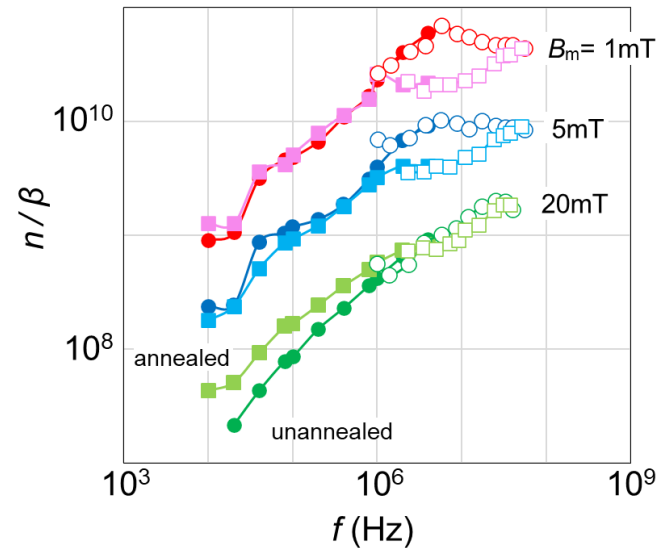 B_m = 1mT
10^10
5mT
n / β
20mT
10^8
annealed
unannealed
10^3
10^6
10^9
f (Hz)